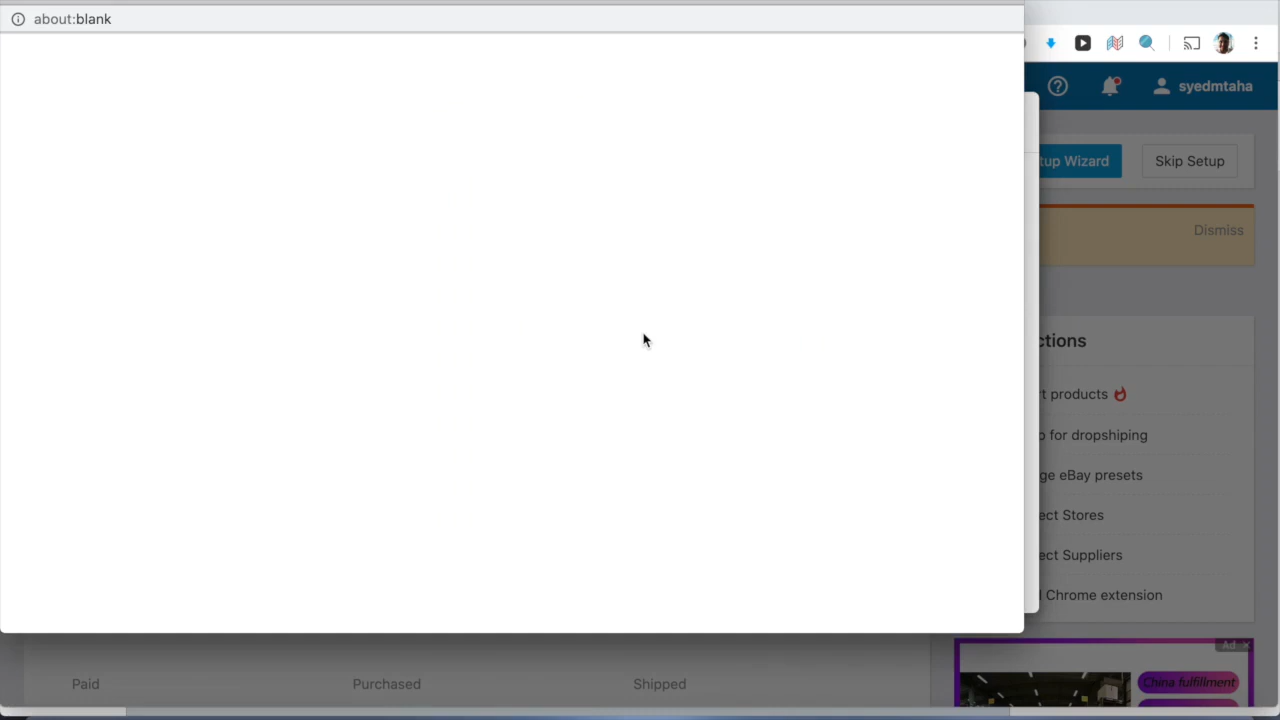 about:blank
syedmtaha
tup Wizard
Skip Setup
Dismiss
ctions
t products
for dropshiping
ge eBay presets
ect Stores
ect Suppliers
Chrome extension
Ad
China fulfillment
Paid
Purchased
Shipped